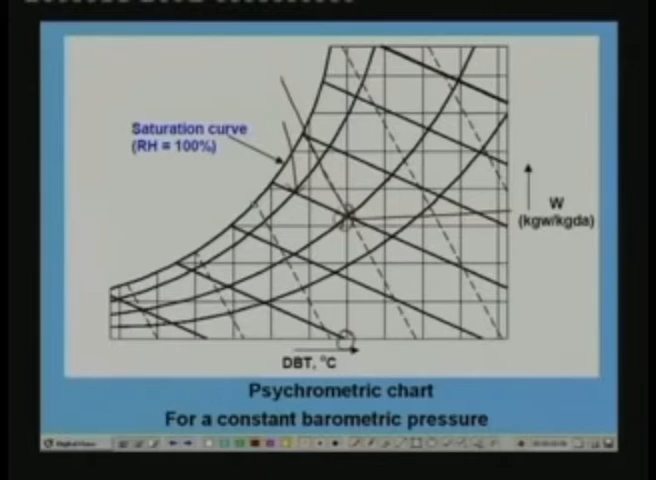 Saturation curve
(RH = 100%)
W
(kgw/kgda)
DBT, °C
Psychrometric chart
For a constant barometric pressure